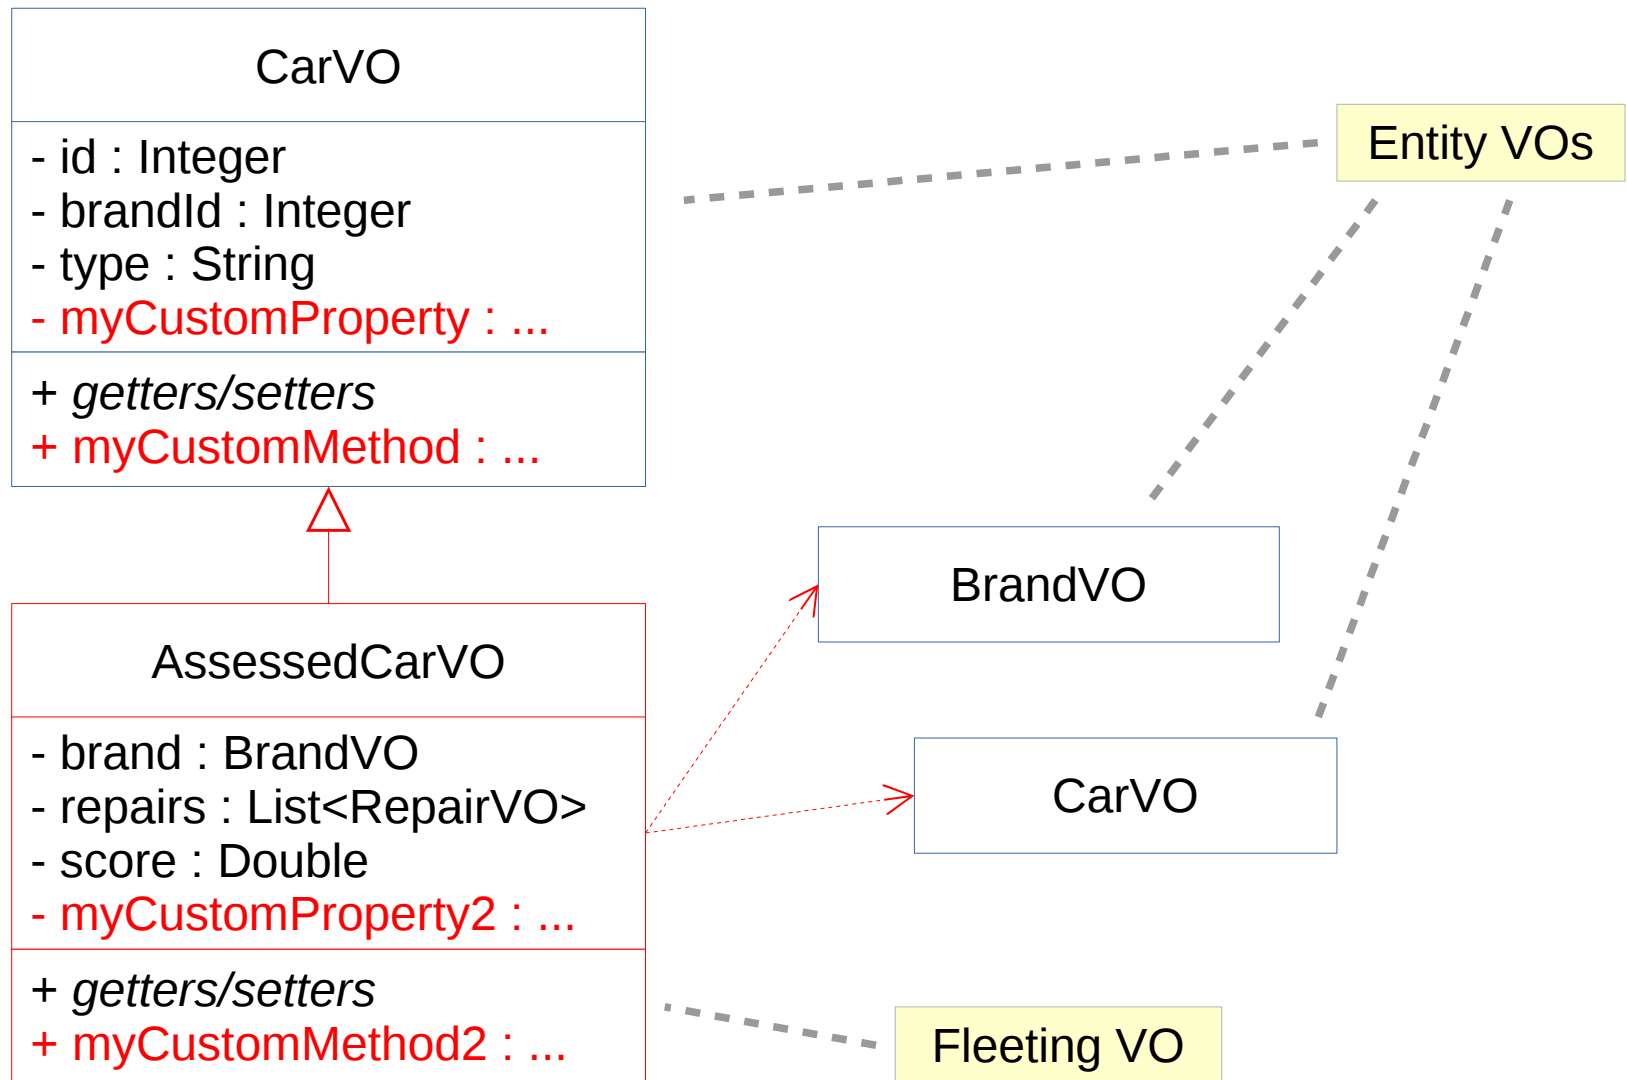 CarVO
- id : Integer
- brandId : Integer
- type : String
- myCustomProperty : ...
+ getters/setters
+ myCustomMethod : ...
Entity VOs
BrandVO
CarVO
AssessedCarVO
- brand : BrandVO
- repairs : List<RepairVO>
- score : Double
- myCustomProperty2 : ...
+ getters/setters
+ myCustomMethod2 : ...
Fleeting VO